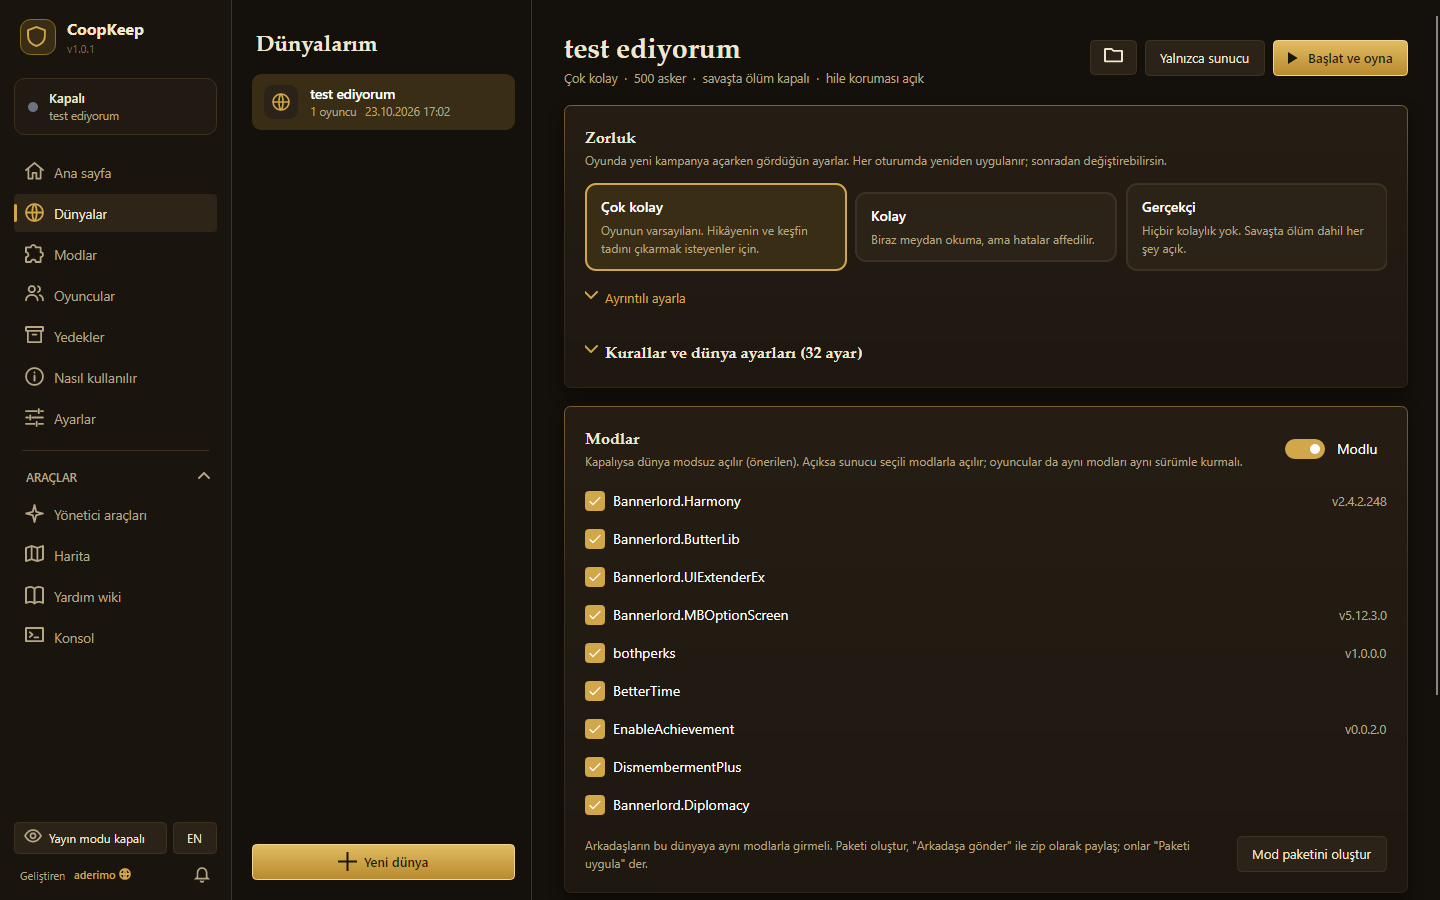 CoopKeep
v1.0.1
Kapalı
test ediyorum
Ana sayfa
Dünyalar
Modlar
Oyuncular
Yedekler
Nasıl kullanılır
Ayarlar
ARAÇLAR
Yönetici araçları
Harita
Yardım wiki
Konsol
Yayın modu kapalı
EN
Geliştiren aderimo
Dünyalarım
test ediyorum
1 oyuncu 23.10.2026 17:02
Yeni dünya
test ediyorum
Çok kolay · 500 asker · savaşta ölüm kapalı · hile koruması açık
Yalnızca sunucu
Başlat ve oyna
Zorluk
Oyunda yeni kampanya açarken gördüğün ayarlar. Her oturumda yeniden uygulanır; sonradan değiştirebilirsin.
Çok kolay
Oyunun varsayılanı. Hikâyenin ve keşfin
tadını çıkarmak isteyenler için.
Kolay
Biraz meydan okuma, ama hatalar affedilir.
Gerçekçi
Hiçbir kolaylık yok. Savaşta ölüm dahil her
şey açık.
Ayrıntılı ayarla
Kurallar ve dünya ayarları (32 ayar)
Modlar
Kapalıysa dünya modsuz açılır (önerilen). Açıksa sunucu seçili modlarla açılır; oyuncular da aynı modları aynı sürümle kurmalı.
Modlu
Bannerlord.Harmony v2.4.2.248
Bannerlord.ButterLib
Bannerlord.UIExtenderEx
Bannerlord.MBOptionScreen v5.12.3.0
bothperks v1.0.0.0
BetterTime
EnableAchievement v0.0.2.0
DismembermentPlus
Bannerlord.Diplomacy
Arkadaşların bu dünyaya aynı modlarla girmeli. Paketi oluştur, "Arkadaşa gönder" ile zip olarak paylaş; onlar "Paketi
uygula" der.
Mod paketini oluştur